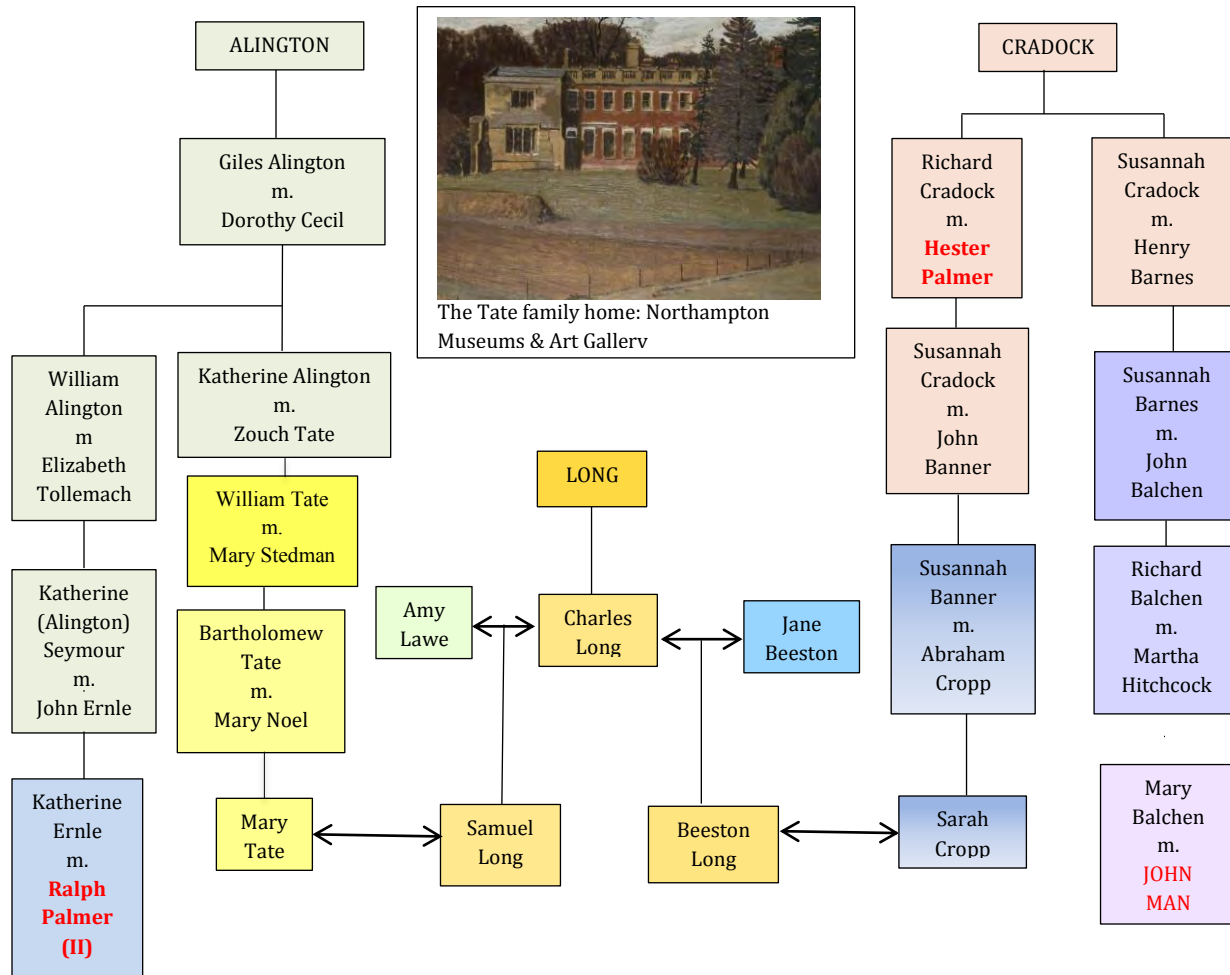 ALINGTON
Giles Alington
m.
Dorothy Cecil
William
Alington
m
Elizabeth
Tollemach
Katherine
(Alington)
Seymour
m.
John Ernle
Katherine
Ernle
m.
Ralph
Palmer
(II)
Katherine Alington
m.
Zouch Tate
William Tate
m.
Mary Stedman
Bartholomew
Tate
m.
Mary Noel
Mary
Tate
The Tate family home: Northampton
Museums & Art Gallery
LONG
Amy
Lawe
Charles
Long
Jane
Beeston
Samuel
Long
Beeston
Long
CRADOCK
Richard
Cradock
m.
Hester
Palmer
Susannah
Cradock
m.
John
Banner
Susannah
Banner
m.
Abraham
Cropp
Sarah
Cropp
Susannah
Cradock
m.
Henry
Barnes
Susannah
Barnes
m.
John
Balchen
Richard
Balchen
m.
Martha
Hitchcock
Mary
Balchen
m.
JOHN
MAN